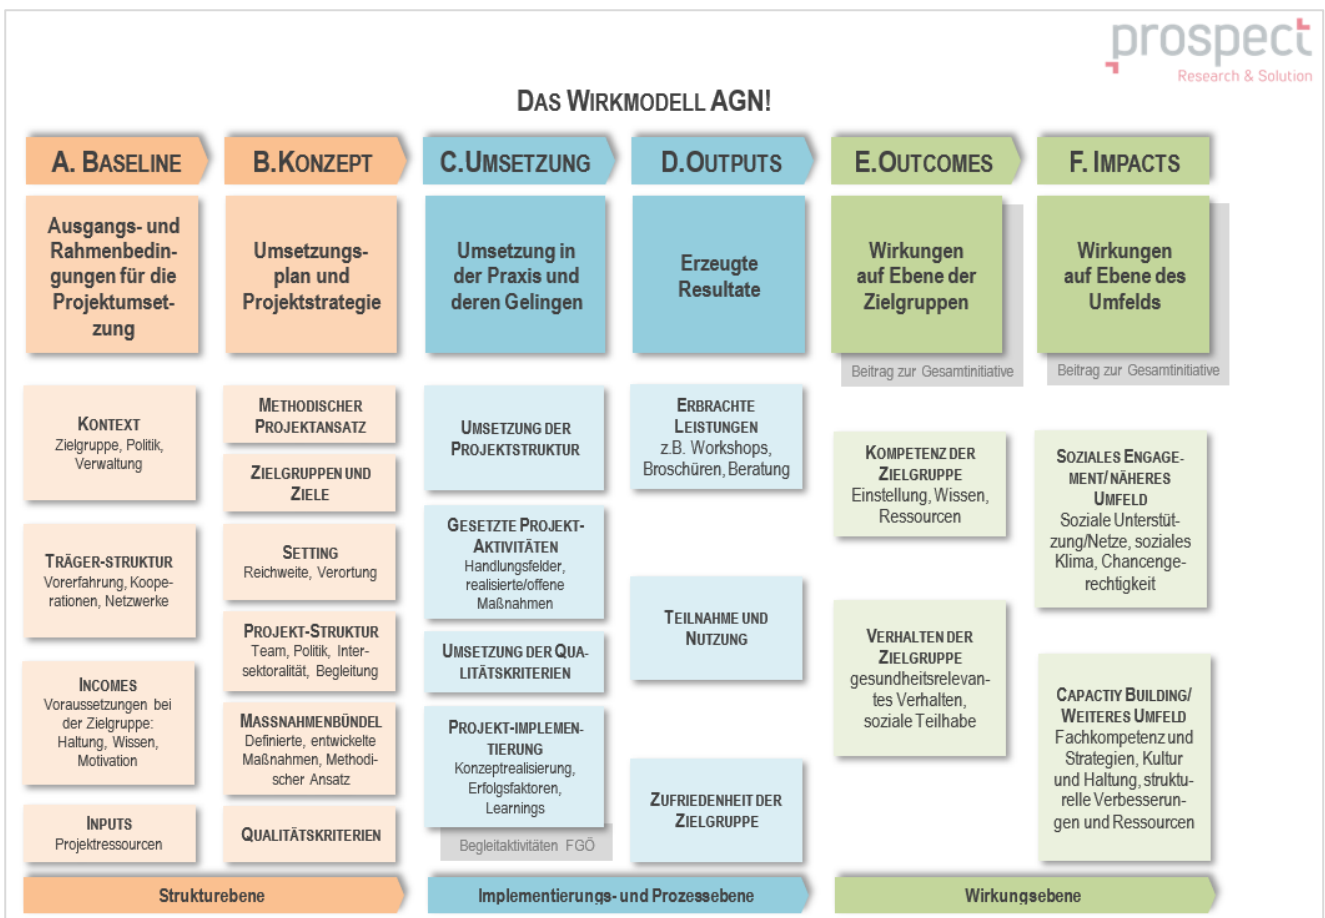 prospect
Research & Solution
DAS WIRKMODELL AGN!
A. BASELINE
B.KONZEPT
C.UMSETZUNG
D.OUTPUTS
E.OUTCOMES
F. IMPACTS
Ausgangs- und
Rahmenbedin-
gungen für die
Projektumset-
zung
Umsetzungs-
plan und
Projektstrategie
Umsetzung in
der Praxis und
deren Gelingen
Erzeugte
Resultate
Wirkungen
auf Ebene der
Zielgruppen
Beitrag zur Gesamtinitiative
Wirkungen
auf Ebene des
Umfelds
Beitrag zur Gesamtinitiative
KONTEXT
Zielgruppe, Politik,
Verwaltung
TRÄGER-STRUKTUR
Vorerfahrung, Koope-
rationen, Netzwerke
INCOMES
Voraussetzungen bei
der Zielgruppe:
Haltung, Wissen,
Motivation
INPUTS
Projektressourcen
METHODISCHER
PROJEKTANSATZ
ZIELGRUPPEN UND
ZIELE
SETTING
Reichweite, Verortung
PROJEKT-STRUKTUR
Team, Politik, Inter-
sektoralität, Begleitung
MASSNAHMENBÜNDEL
Definierte, entwickelte
Maßnahmen, Methodi-
scher Ansatz
QUALITÄTSKRITERIEN
UMSETZUNG DER
PROJEKTSTRUKTUR
GESETZTE PROJEKT-
AKTIVITÄTEN
Handlungsfelder,
realisierte/offene
Maßnahmen
UMSETZUNG DER QUA-
LITÄTSKRITERIEN
PROJEKT-IMPLEMEN-
TIERUNG
Konzeptrealisierung,
Erfolgsfaktoren,
Learnings
Begleitaktivitäten FGÖ
ERBRACHTE
LEISTUNGEN
z.B. Workshops,
Broschüren, Beratung
TEILNAHME UND
NUTZUNG
ZUFRIEDENHEIT DER
ZIELGRUPPE
KOMPETENZ DER
ZIELGRUPPE
Einstellung, Wissen,
Ressourcen
VERHALTEN DER
ZIELGRUPPE
gesundheitsrelevan-
tes Verhalten,
soziale Teilhabe
SOZIALES ENGAGE-
MENT/NÄHERES
UMFELD
Soziale Unterstüt-
zung/Netze, soziales
Klima, Chancenge-
rechtigkeit
CAPACTIY BUILDING/
WEITERES UMFELD
Fachkompetenz und
Strategien, Kultur
und Haltung, struktu-
relle Verbesserun-
gen und Ressourcen
Strukturebene
Implementierungs- und Prozessebene
Wirkungsebene